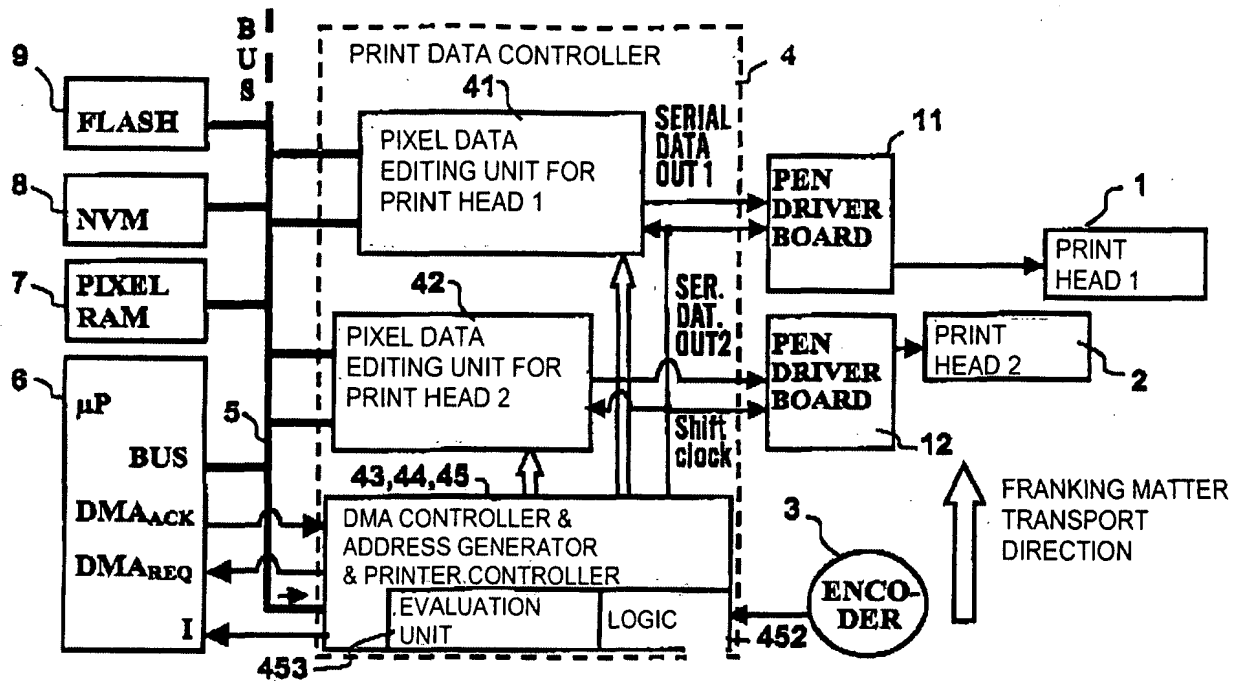 B
U
S
PRINT DATA CONTROLLER
4
9
FLASH
41
PIXEL DATA
EDITING UNIT FOR
PRINT HEAD 1
SERIAL
DATA
OUT1
11
PEN
DRIVER
BOARD
1
PRINT
HEAD 1
8
NVM
7
PIXEL
RAM
42
PIXEL DATA
EDITING UNIT FOR
PRINT HEAD 2
SER.
DAT.
OUT2
PEN
DRIVER
BOARD
12
PRINT
HEAD 2
2
Shift
clock
6
µP
BUS
DMAACK
DMAREQ
I
5
43,44,45
DMA CONTROLLER &
ADDRESS GENERATOR
& PRINTER CONTROLLER
EVALUATION
UNIT
LOGIC
453
452
3
ENCO-
DER
FRANKING MATTER
TRANSPORT
DIRECTION